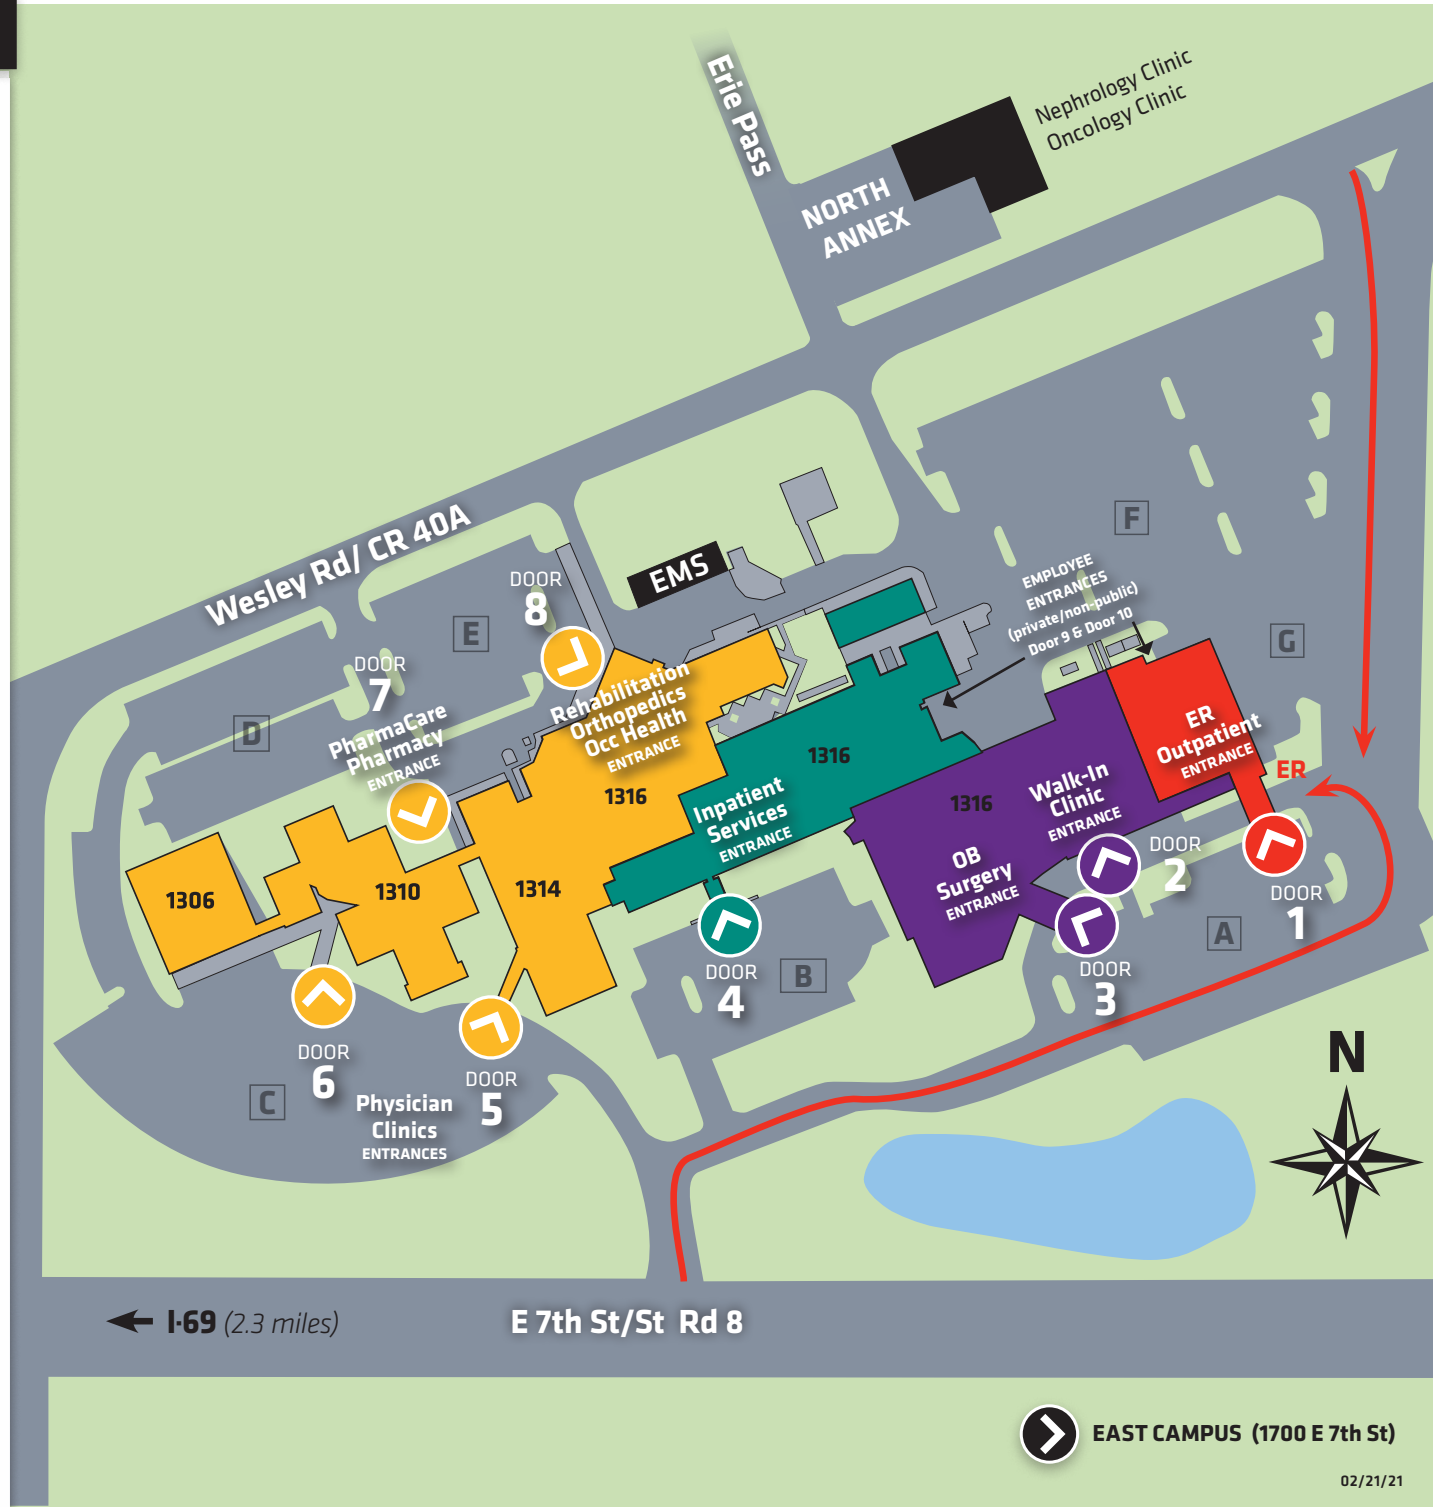 Erie Pass
Nephrology Clinic
Oncology Clinic
NORTH
ANNEX
Wesley Rd/ CR 40A
EMS
F
EMPLOYEE
ENTRANCES
(private/non-public)
Door 9 & Door 10
G
DOOR
8
E
DOOR
7
D
PharmaCare
Pharmacy
ENTRANCE
Rehabilitation
Orthopedics
Occ Health
ENTRANCE
1316
1316
Inpatient
Services
ENTRANCE
1316
Walk-In
Clinic
ENTRANCE
ER
Outpatient
ENTRANCE
ER
OB
Surgery
ENTRANCE
DOOR
2
DOOR
1
A
DOOR
3
1306
1310
1314
DOOR
4
B
DOOR
6
DOOR
5
C
Physician
Clinics
ENTRANCES
N
I-69 (2.3 miles)
E 7th St/St Rd 8
EAST CAMPUS (1700 E 7th St)
02/21/21